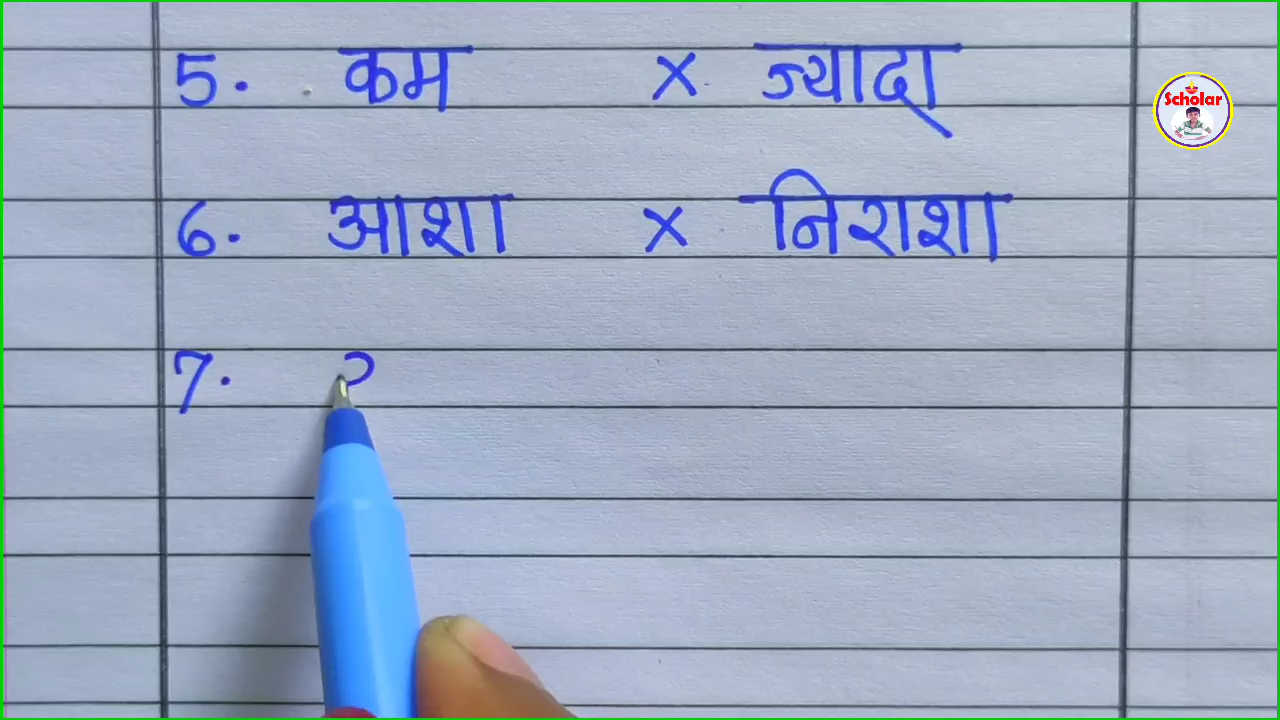 5. कम × ज्यादा
Scholar
6. आशा × निराशा
7.